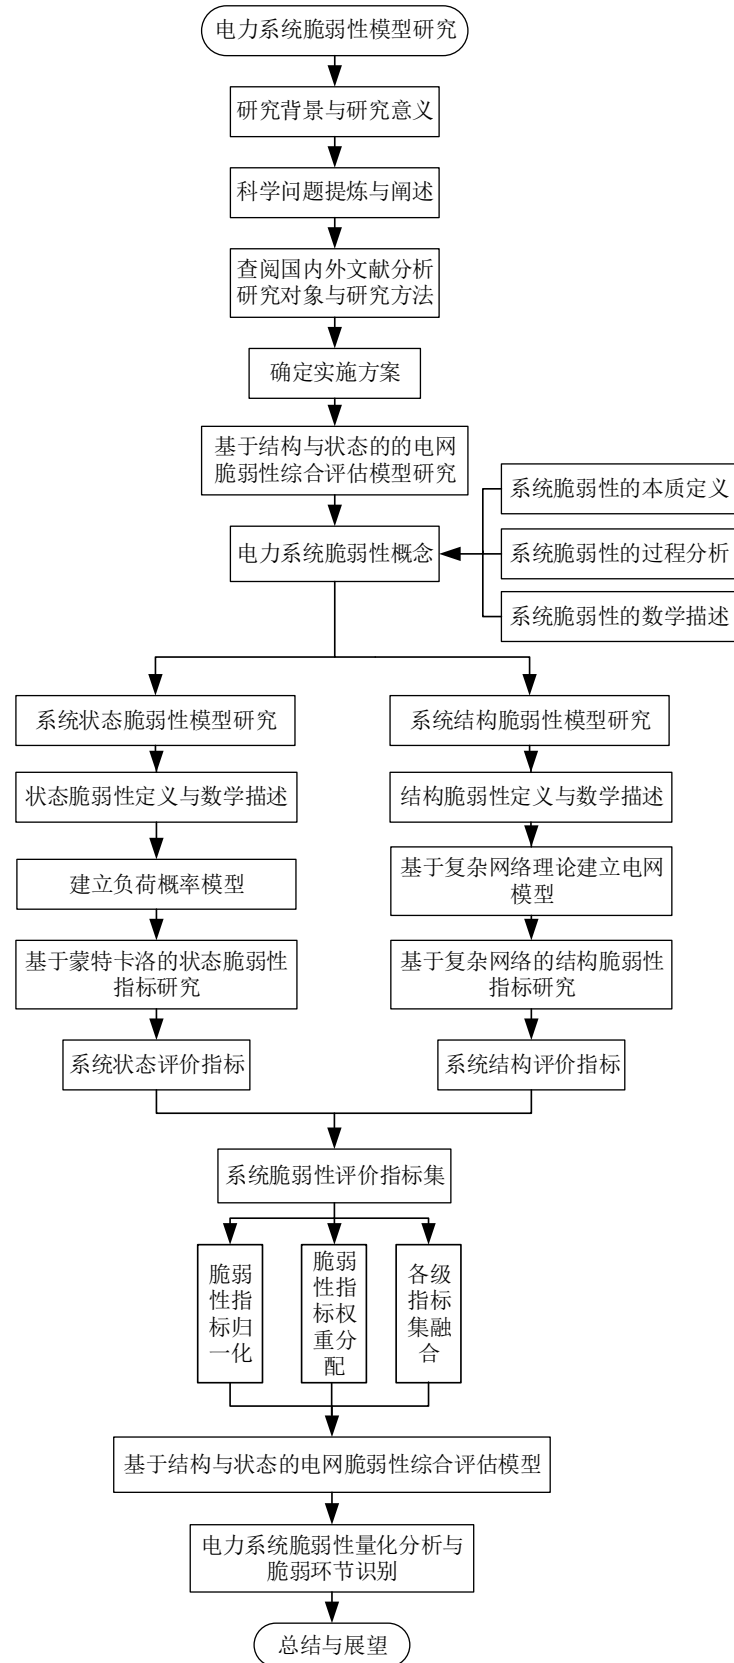 电力系统脆弱性模型研究
研究背景与研究意义
科学问题提炼与阐述
查阅国内外文献分析
研究对象与研究方法
确定实施方案
基于结构与状态的的电网
脆弱性综合评估模型研究
系统脆弱性的本质定义
电力系统脆弱性概念
系统脆弱性的过程分析
系统脆弱性的数学描述
系统状态脆弱性模型研究
系统结构脆弱性模型研究
状态脆弱性定义与数学描述
结构脆弱性定义与数学描述
建立负荷概率模型
基于复杂网络理论建立电网
模型
基于蒙特卡洛的状态脆弱性
指标研究
基于复杂网络的结构脆弱性
指标研究
系统状态评价指标
系统结构评价指标
系统脆弱性评价指标集
脆弱
性指
标归
一化
脆弱
性指
标权
重分
配
各级
指标
集融
合
基于结构与状态的电网脆弱性综合评估模型
电力系统脆弱性量化分析与
脆弱环节识别
总结与展望